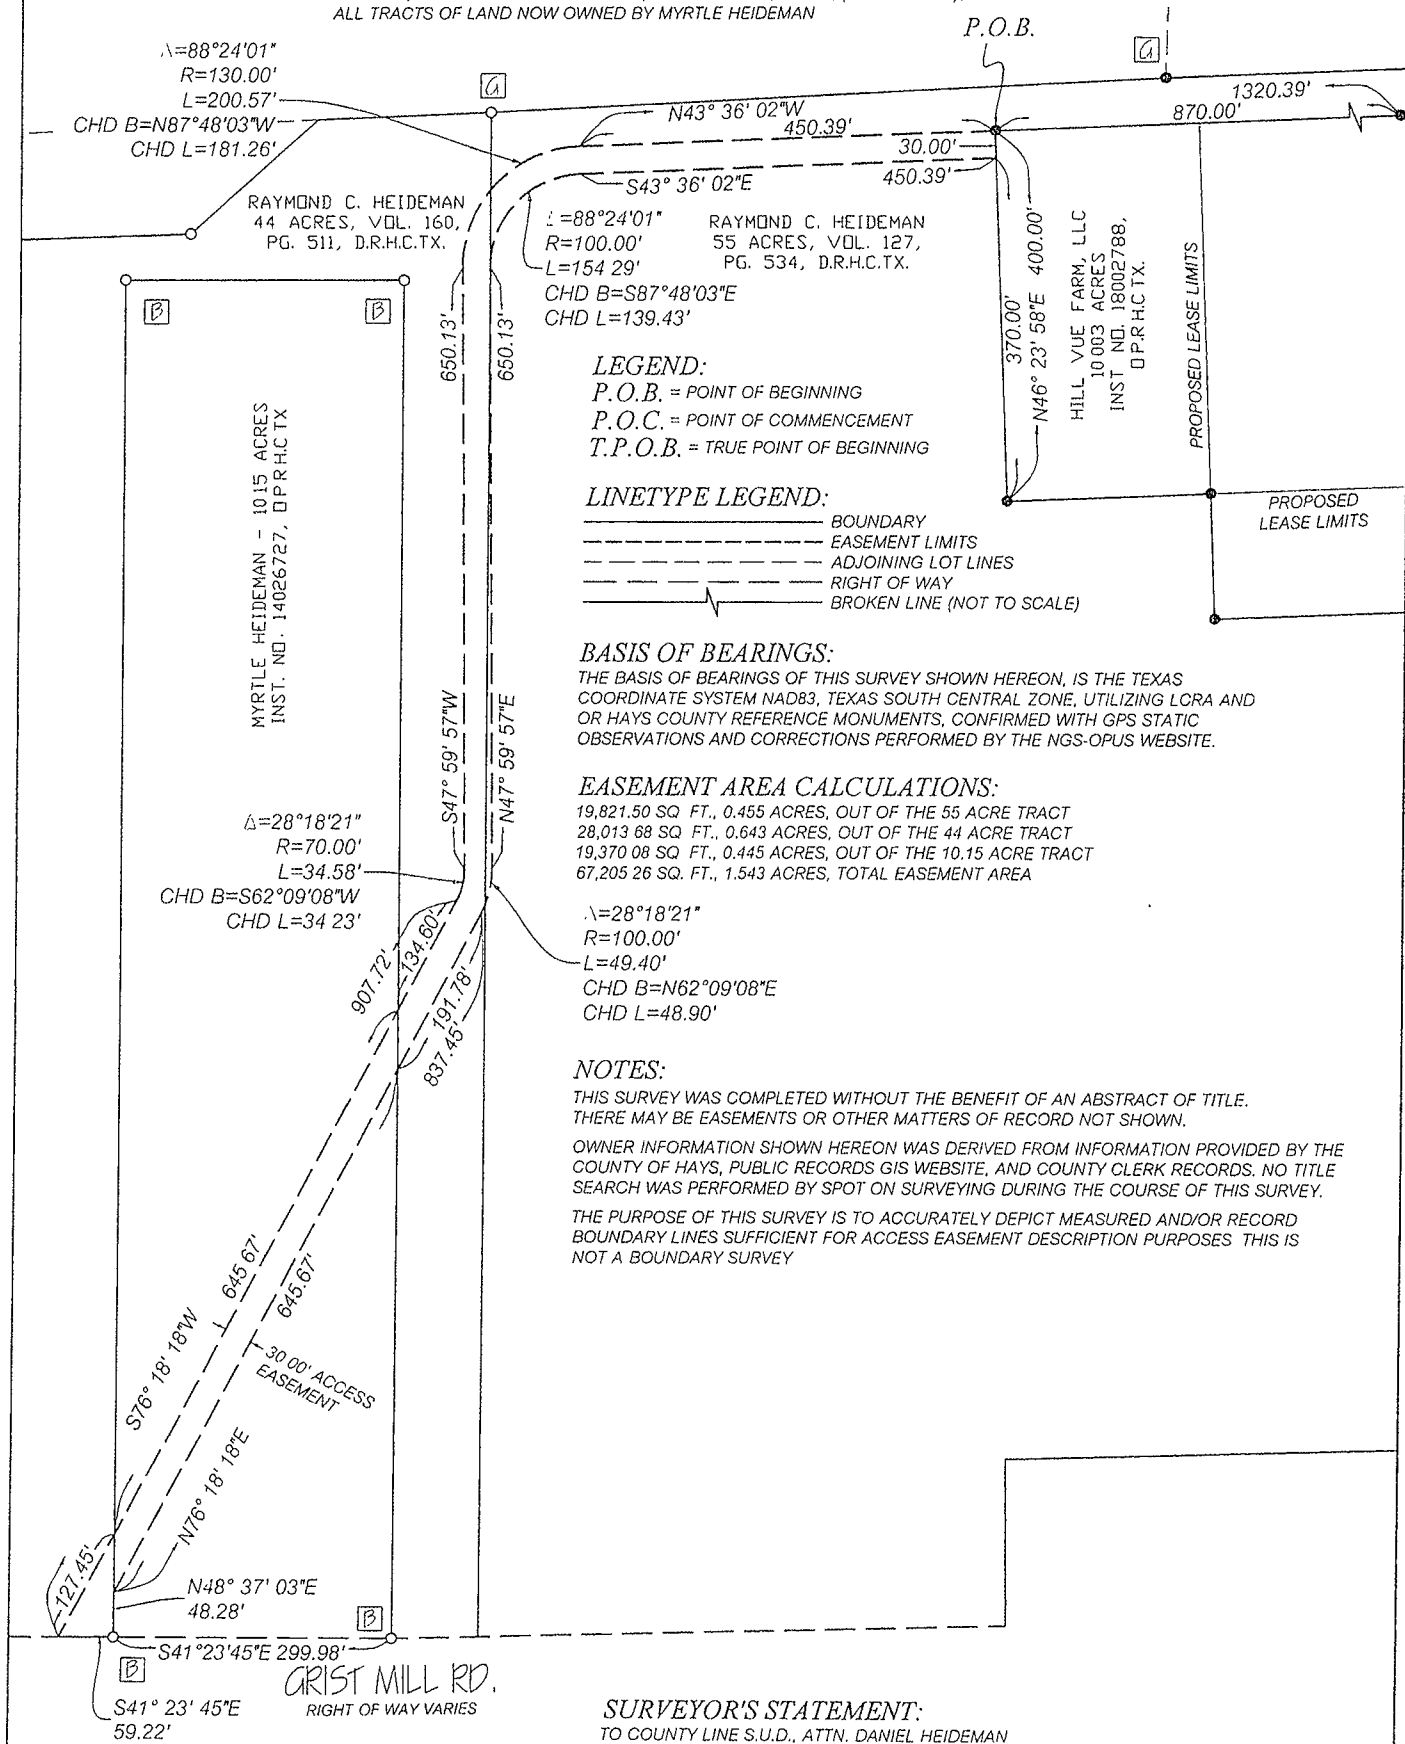 ALL TRACTS OF LAND NOW OWNED BY MYRTLE HEIDEMAN
P.O.B.
Δ=88°24'01"
R=130.00'
L=200.57'
CHD B=N87°48'03"W
CHD L=181.26'
G
G
1320.39'
870.00'
N43° 36' 02"W
450.39'
30.00'
450.39'
S43° 36' 02"E
RAYMOND C. HEIDEMAN
44 ACRES, VOL. 160,
PG. 511, D.R.H.C.TX.
=88°24'01"
R=100.00'
L=154 29'
CHD B=S87°48'03"E
CHD L=139.43'
RAYMOND C. HEIDEMAN
55 ACRES, VOL. 127,
PG. 534, D.R.H.C.TX.
370.00'
N46° 23' 58"E 400.00'
HILL VUE FARM, LLC
10 003 ACRES
INST NO. 18002788,
O.P.R H.C TX.
PROPOSED LEASE LIMITS
PROPOSED
LEASE LIMITS
B
B
650.13'
650.13'
MYRTLE HEIDEMAN - 1015 ACRES
INST. NO. 14026727, O P R H.C TX
LEGEND:
P.O.B. = POINT OF BEGINNING
P.O.C. = POINT OF COMMENCEMENT
T.P.O.B. = TRUE POINT OF BEGINNING
LINETYPE LEGEND:
BOUNDARY
EASEMENT LIMITS
ADJOINING LOT LINES
RIGHT OF WAY
BROKEN LINE (NOT TO SCALE)
BASIS OF BEARINGS:
THE BASIS OF BEARINGS OF THIS SURVEY SHOWN HEREON, IS THE TEXAS
COORDINATE SYSTEM NAD83, TEXAS SOUTH CENTRAL ZONE, UTILIZING LCRA AND
OR HAYS COUNTY REFERENCE MONUMENTS, CONFIRMED WITH GPS STATIC
OBSERVATIONS AND CORRECTIONS PERFORMED BY THE NGS-OPUS WEBSITE.
S47° 59' 57"W
N47° 59' 57"E
EASEMENT AREA CALCULATIONS:
19,821.50 SQ FT., 0.455 ACRES, OUT OF THE 55 ACRE TRACT
28,013 68 SQ FT., 0.643 ACRES, OUT OF THE 44 ACRE TRACT
19,370 08 SQ FT., 0.445 ACRES, OUT OF THE 10.15 ACRE TRACT
67,205 26 SQ. FT., 1.543 ACRES, TOTAL EASEMENT AREA
Δ=28°18'21"
R=70.00'
L=34.58'
CHD B=S62°09'08"W
CHD L=34 23'
Δ=28°18'21"
R=100.00'
L=49.40'
CHD B=N62°09'08"E
CHD L=48.90'
907.72'
134.60'
191.78'
837.45'
NOTES:
THIS SURVEY WAS COMPLETED WITHOUT THE BENEFIT OF AN ABSTRACT OF TITLE.
THERE MAY BE EASEMENTS OR OTHER MATTERS OF RECORD NOT SHOWN.
OWNER INFORMATION SHOWN HEREON WAS DERIVED FROM INFORMATION PROVIDED BY THE
COUNTY OF HAYS, PUBLIC RECORDS GIS WEBSITE, AND COUNTY CLERK RECORDS. NO TITLE
SEARCH WAS PERFORMED BY SPOT ON SURVEYING DURING THE COURSE OF THIS SURVEY.
THE PURPOSE OF THIS SURVEY IS TO ACCURATELY DEPICT MEASURED AND/OR RECORD
BOUNDARY LINES SUFFICIENT FOR ACCESS EASEMENT DESCRIPTION PURPOSES THIS IS
NOT A BOUNDARY SURVEY
645 67'
645.67'
S76° 18' 18"W
30 00' ACCESS
EASEMENT
N76° 18' 18"E
127.45'
N48° 37' 03"E
48.28'
B
S41°23'45"E 299.98'
B
GRIST MILL RD.
RIGHT OF WAY VARIES
S41° 23' 45"E
59.22'
SURVEYOR'S STATEMENT:
TO COUNTY LINE S.U.D., ATTN. DANIEL HEIDEMAN